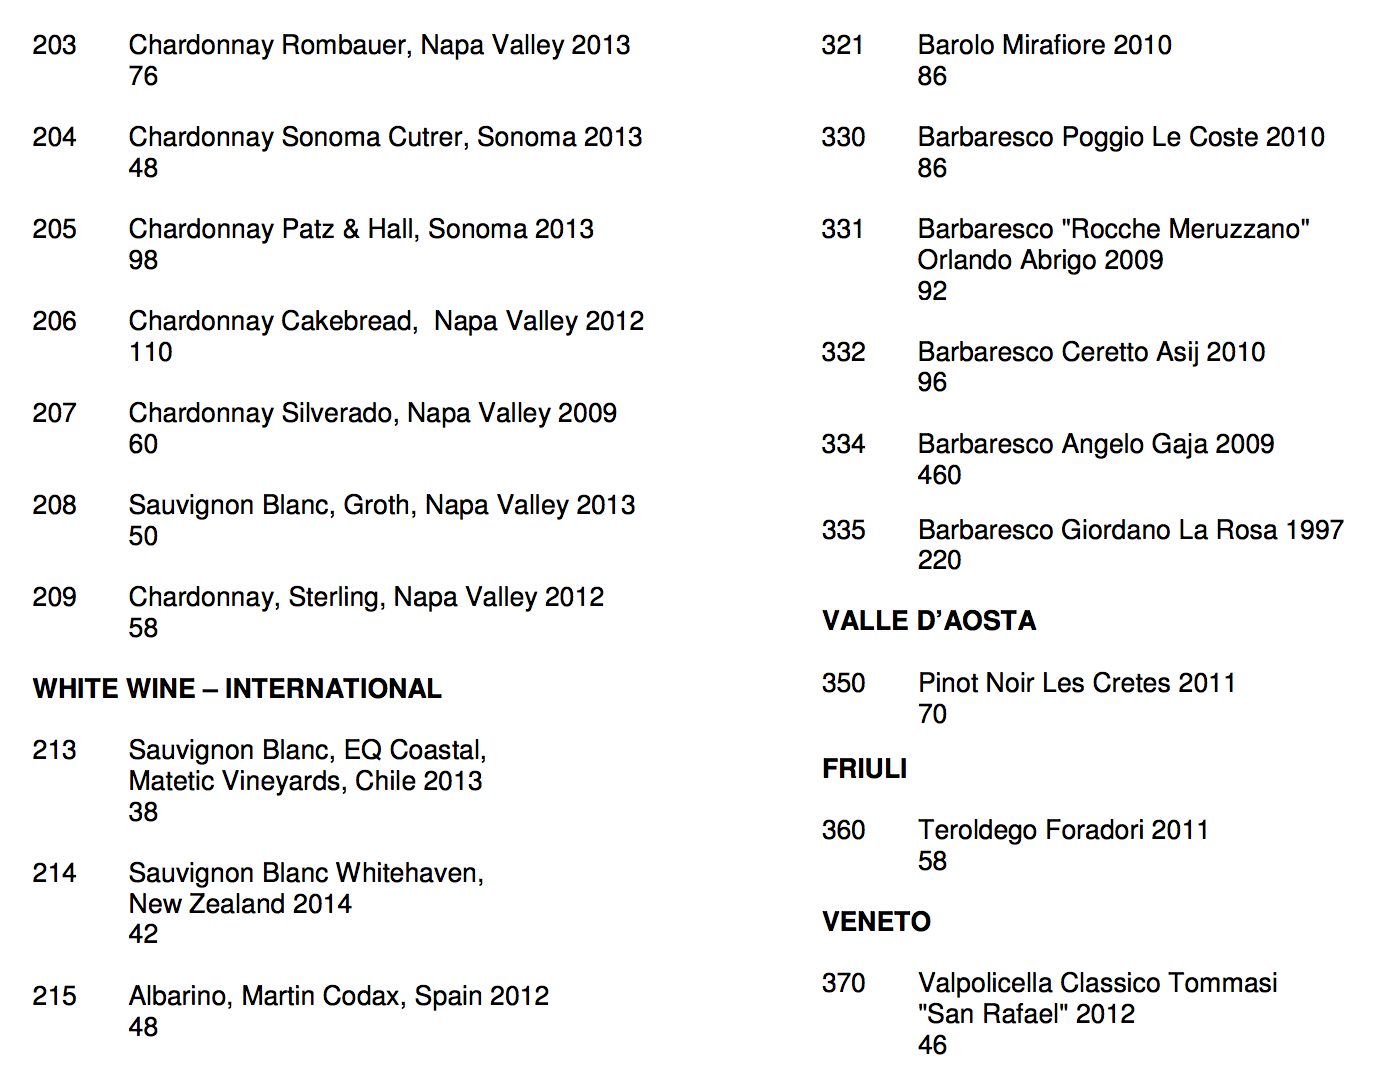 203 Chardonnay Rombauer, Napa Valley 2013
76
204 Chardonnay Sonoma Cutrer, Sonoma 2013
48
205 Chardonnay Patz & Hall, Sonoma 2013
98
206 Chardonnay Cakebread,  Napa Valley 2012
110
207 Chardonnay Silverado, Napa Valley 2009
60
208 Sauvignon Blanc, Groth, Napa Valley 2013
50
209 Chardonnay, Sterling, Napa Valley 2012
58
WHITE WINE – INTERNATIONAL
213 Sauvignon Blanc, EQ Coastal,
Matetic Vineyards, Chile 2013
38
214 Sauvignon Blanc Whitehaven,
New Zealand 2014
42
215 Albarino, Martin Codax, Spain 2012
48
321 Barolo Mirafiore 2010
86
330 Barbaresco Poggio Le Coste 2010
86
331 Barbaresco "Rocche Meruzzano"
Orlando Abrigo 2009
92
332 Barbaresco Ceretto Asij 2010
96
334 Barbaresco Angelo Gaja 2009
460
335 Barbaresco Giordano La Rosa 1997
220
VALLE D’AOSTA
350 Pinot Noir Les Cretes 2011
70
FRIULI
360 Teroldego Foradori 2011
58
VENETO
370 Valpolicella Classico Tommasi
"San Rafael" 2012
46